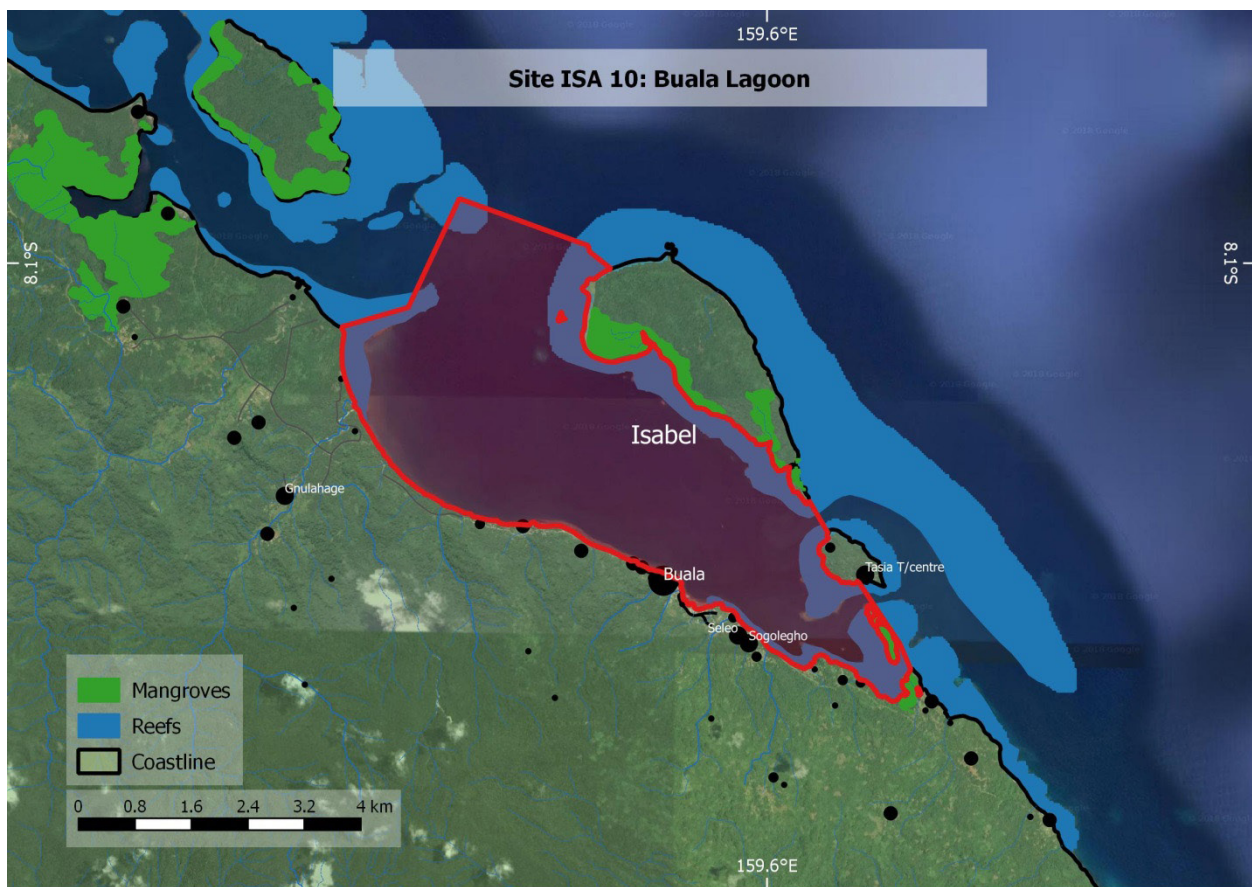 159.6°E
Site ISA 10: Buala Lagoon
8.1°S
8.1°S
Isabel
Gnulahage
Buala
Tasia T/centre
Seleo
Sogolegho
Mangroves
Reefs
Coastline
0 0.8 1.6 2.4 3.2 4 km
159.6°E